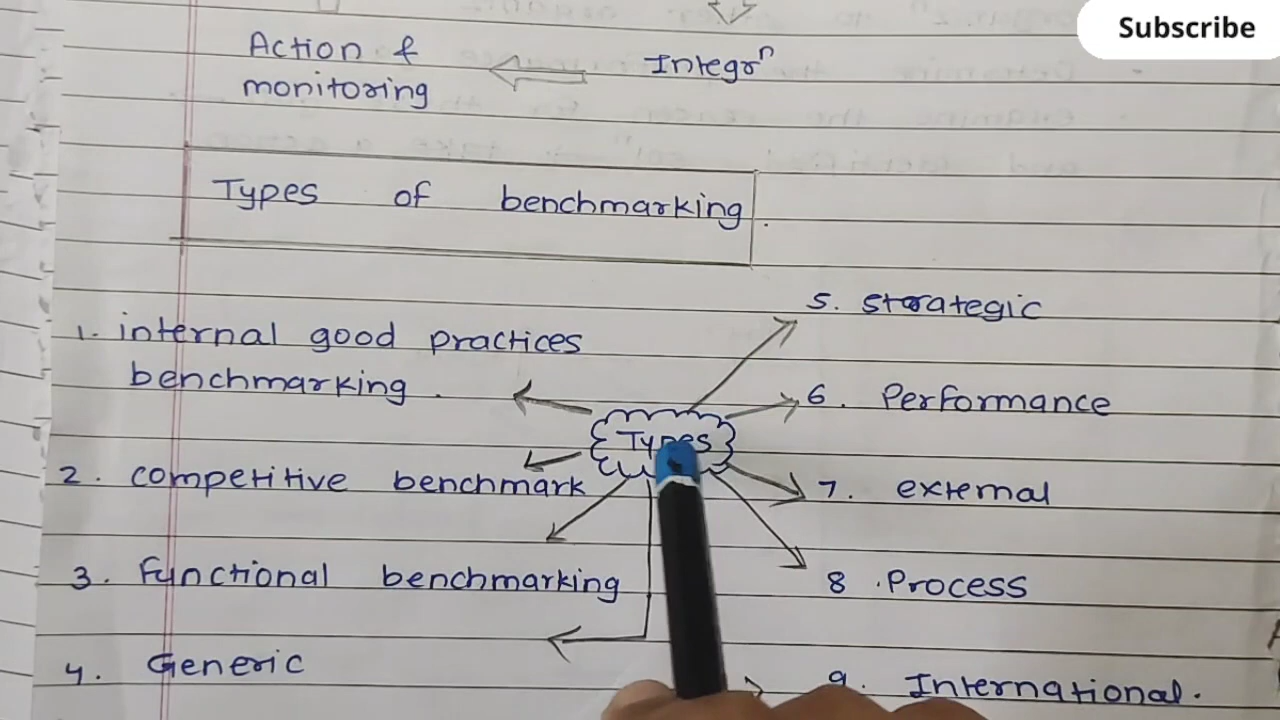 Subscribe
Action &
monitoring
Integrⁿ
Types of benchmarking.
1. internal good practices
benchmarking.
2. competitive benchmark
3. Functional benchmarking
4. Generic
Types
5. Strategic
6. Performance
7. external
8. Process
9. International.